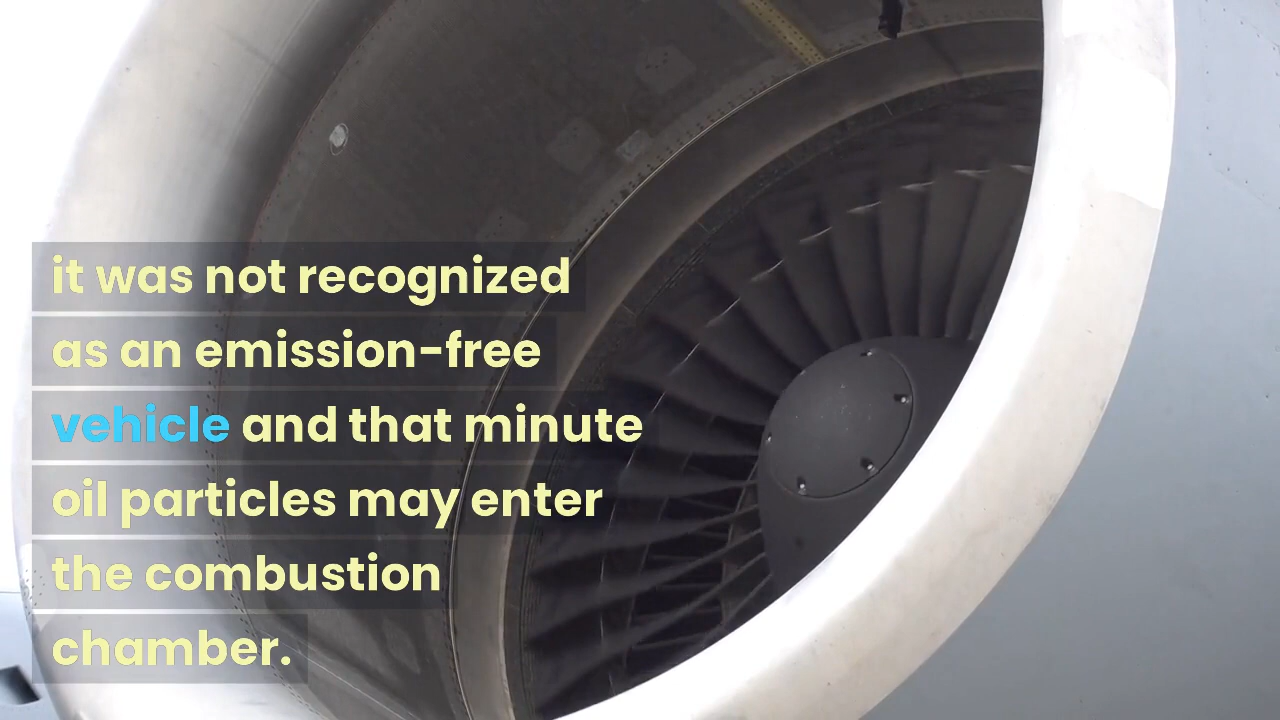 it was not recognized
as an emission-free
vehicle and that minute
oil particles may enter
the combustion
chamber.